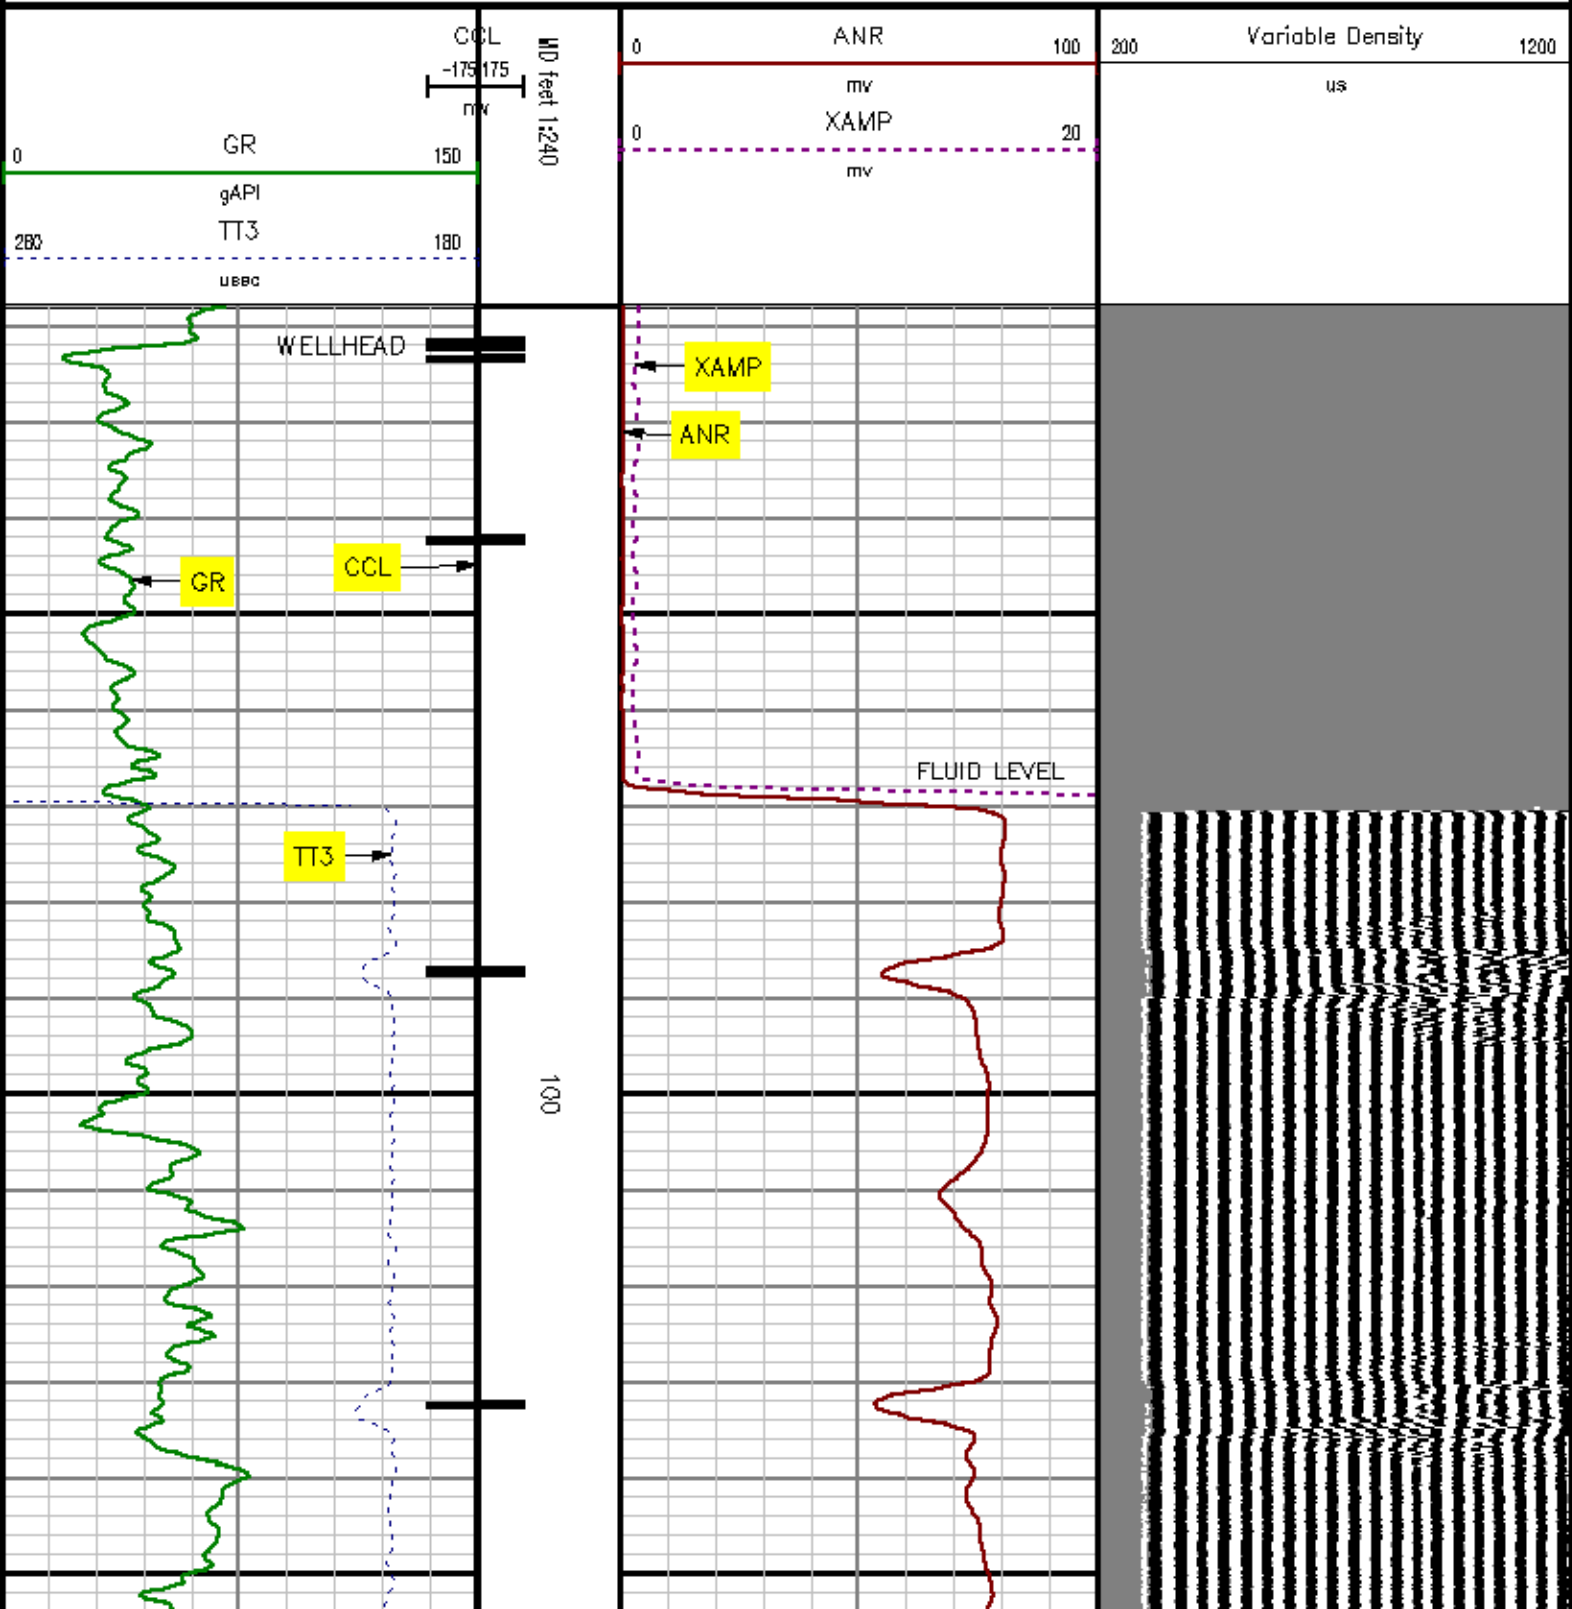 CCL
-175 175
mv
GR
0 150
gAPI
TT3
280 180
usec
MD feet 1:240
ANR
0 100
mv
XAMP
0 20
mv
Variable Density
200 1200
us
WELLHEAD
XAMP
ANR
CCL
GR
FLUID LEVEL
TT3
100